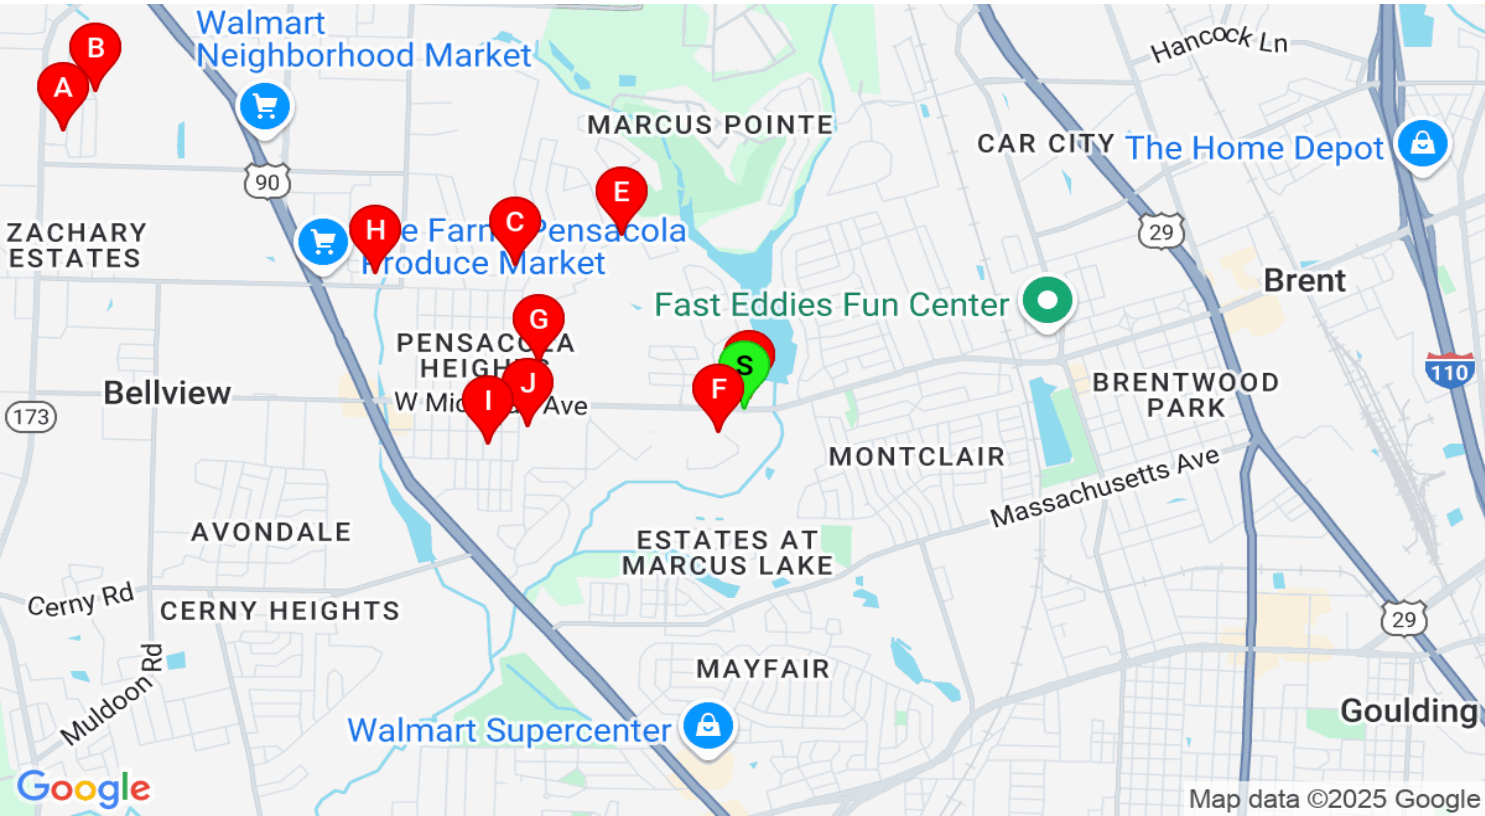 Walmart
Neighborhood Market
B
A
Hancock Ln
MARCUS POINTE
CAR CITY
The Home Depot
90
E
ZACHARY
ESTATES
H
C
e Farm
Pensacola
Produce Market
29
Brent
Fast Eddies Fun Center
G
PENSACOLA
HEIGHTS
S
J
F
I
Bellview
W Michigan Ave
173
110
BRENTWOOD
PARK
MONTCLAIR
Massachusetts Ave
AVONDALE
ESTATES AT
MARCUS LAKE
Cerny Rd
CERNY HEIGHTS
29
Muldoon Rd
MAYFAIR
Walmart Supercenter
Goulding
Google
Map data ©2025 Google